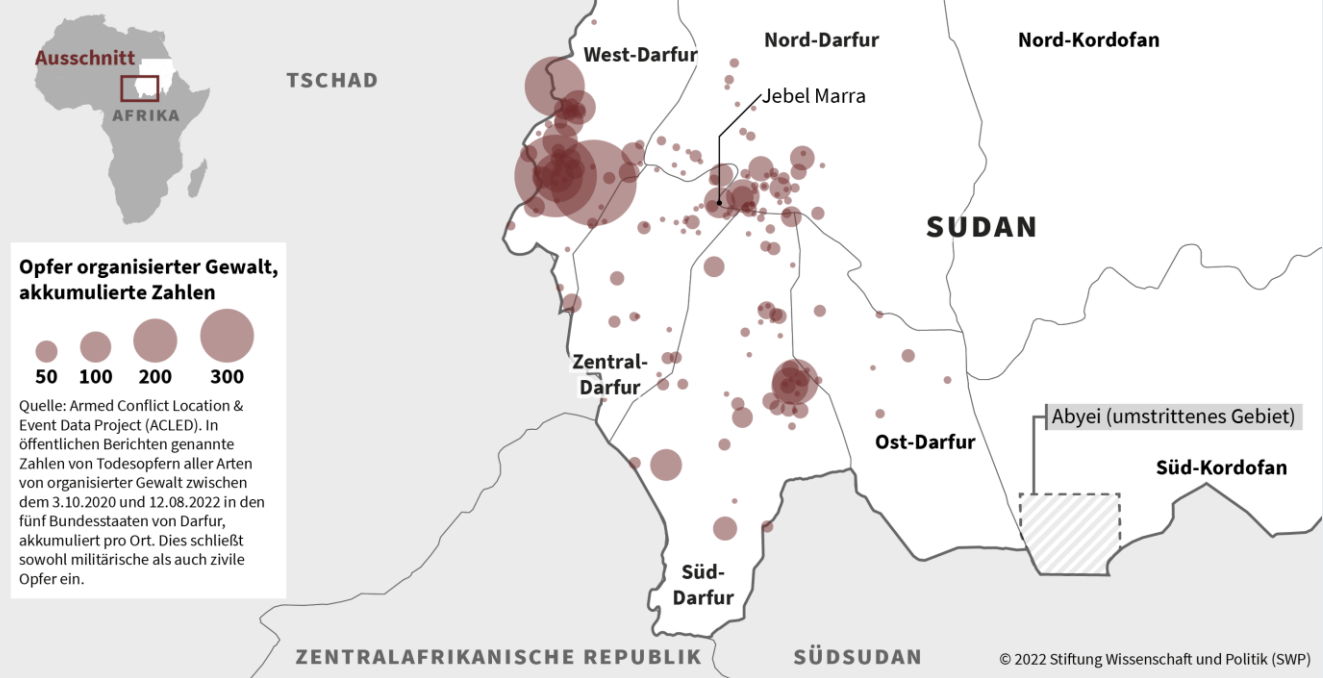 Ausschnitt
AFRIKA
TSCHAD
West-Darfur
Nord-Darfur
Nord-Kordofan
Jebel Marra
SUDAN
Opfer organisierter Gewalt,
akkumulierte Zahlen
50 100 200 300
Quelle: Armed Conflict Location &
Event Data Project (ACLED). In
öffentlichen Berichten genannte
Zahlen von Todesopfern aller Arten
von organisierter Gewalt zwischen
dem 3.10.2020 und 12.08.2022 in den
fünf Bundesstaaten von Darfur,
akkumuliert pro Ort. Dies schließt
sowohl militärische als auch zivile
Opfer ein.
Zentral-
Darfur
Abyei (umstrittenes Gebiet)
Ost-Darfur
Süd-Kordofan
Süd-
Darfur
ZENTRALAFRIKANISCHE REPUBLIK
SÜDSUDAN
© 2022 Stiftung Wissenschaft und Politik (SWP)